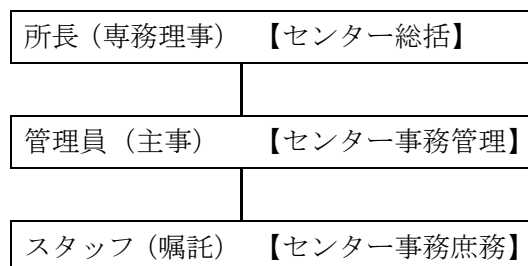 所長（専務理事）　【センター総括】
管理員（主事）　【センター事務管理】
スタッフ（嘱託）　【センター事務庶務】